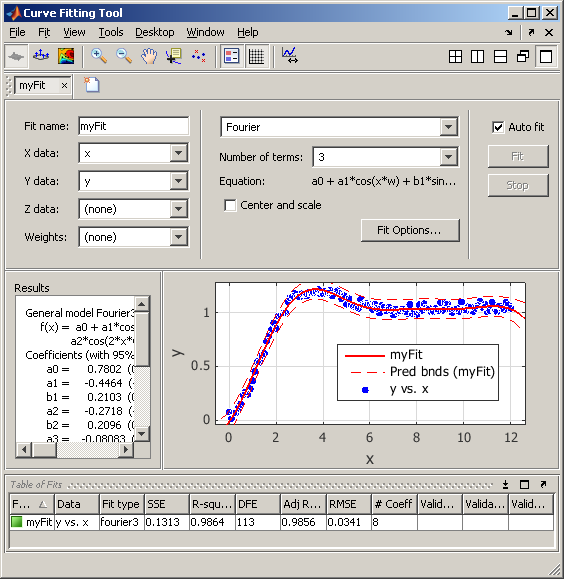 Curve Fitting Tool
File Fit View Tools Desktop Window Help
myFit
Fit name: myFit
X data: x
Y data: y
Z data: (none)
Weights: (none)
Fourier
Number of terms: 3
Equation: a0 + a1*cos(x*w) + b1*sin...
Center and scale
Fit Options...
Auto fit
Fit
Stop
Results
General model Fourier3
f(x) = a0 + a1*cos
a2*cos(2*x*
Coefficients (with 95%
a0 = 0.7802 (0
a1 = -0.4464 (-
b1 = 0.2103 (0
a2 = -0.2718 (-
b2 = 0.2096 (0
a3 = -0.08083 (
1
0.5
0
y
0 2 4 6 8 10 12
x
myFit
Pred bnds (myFit)
y vs. x
Table of Fits
F... Data Fit type SSE R-squ... DFE Adj R... RMSE # Coeff Valid... Valida... Valid...
myFit y vs. x fourier3 0.1313 0.9864 113 0.9856 0.0341 8